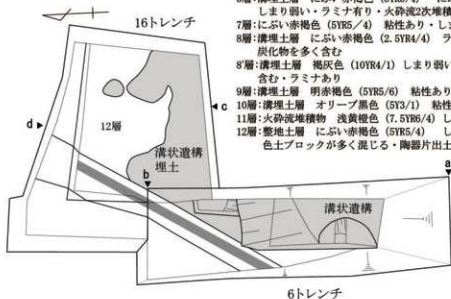 16トレンチ
しまり弱い・ラミナ有り・火砕流2次堆積
7層:にぶい赤褐色 (5YR5/4) 粘性あり・しま
8層:溝埋土層 にぶい赤褐色 (2.5YR4/4) ラ
炭化物を多く含む
8'層:溝埋土層 褐灰色 (10YR4/1) しまり弱い
含む・ラミナあり
9層:溝埋土層 明赤褐色 (5YR5/6) 粘性あり
10層:溝埋土層 オリーブ黒色 (5Y3/1) 粘性
11層:火砕流堆積物 浅黄橙色 (7.5YR6/4) し
12層:整地土層 にぶい赤褐色 (5YR5/4) し
色土ブロックが多く混じる・陶器片出土
d
c
12層
溝状遺構
埋土
b
a
溝状遺構
6トレンチ